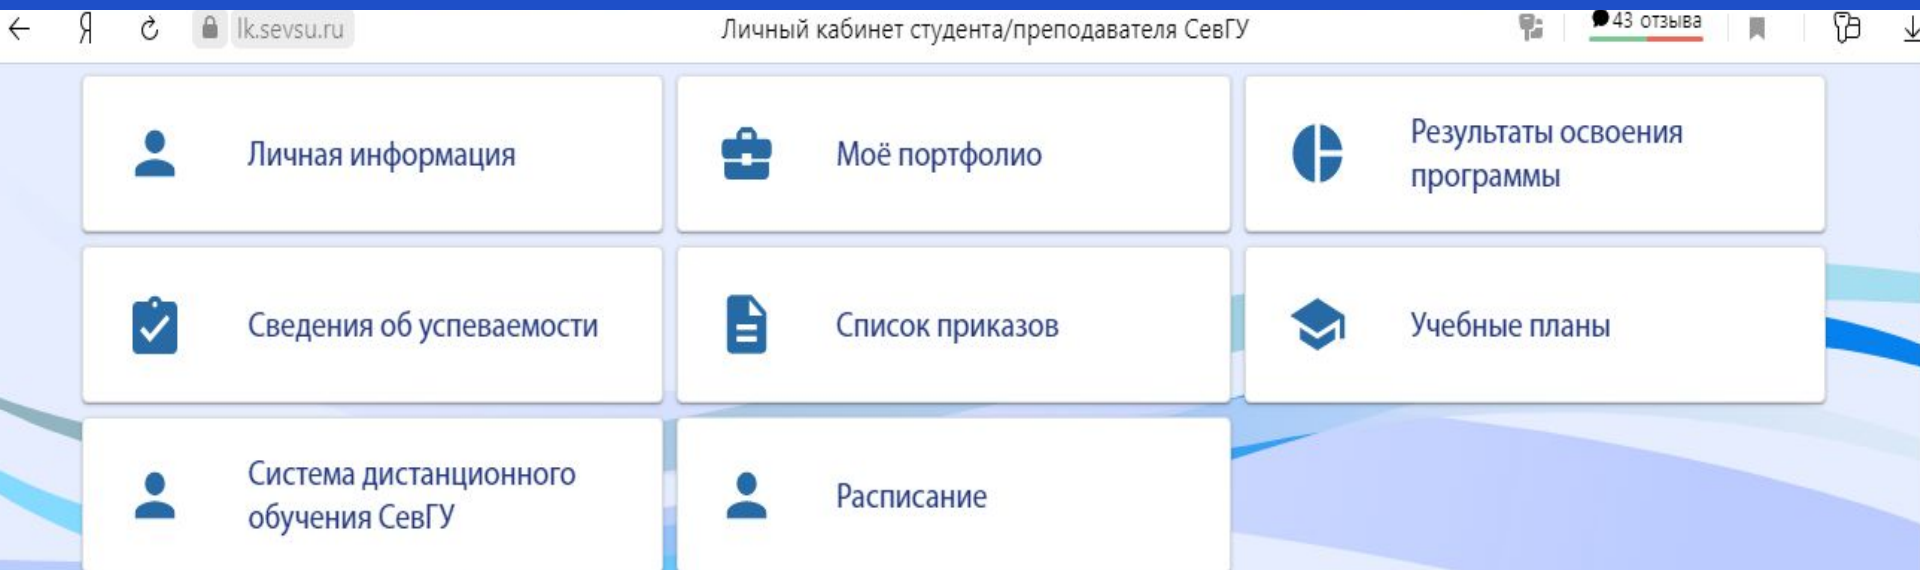 Я lk.sevsu.ru Личный кабинет студента/преподавателя СевГУ 43 отзыва
Личная информация
Моё портфолио
Результаты освоения
программы
Сведения об успеваемости
Список приказов
Учебные планы
Система дистанционного
обучения СевГУ
Расписание